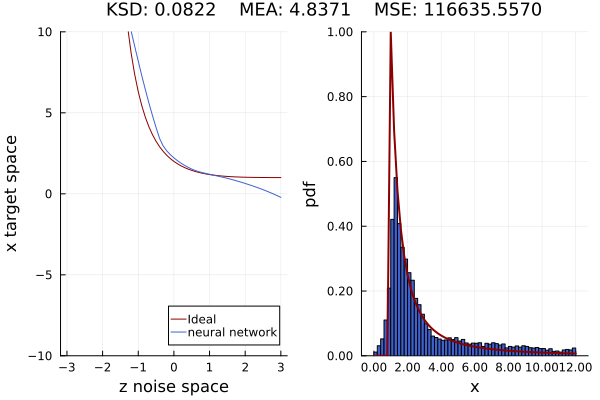 KSD: 0.0822 MEA: 4.8371 MSE: 116635.5570
x target space
10
5
0
−5
−10
−3 −2 −1 0 1 2 3
z noise space
Ideal
neural network
pdf
1.00
0.80
0.60
0.40
0.20
0.00
0.00 2.00 4.00 6.00 8.00 10.00 12.00
x